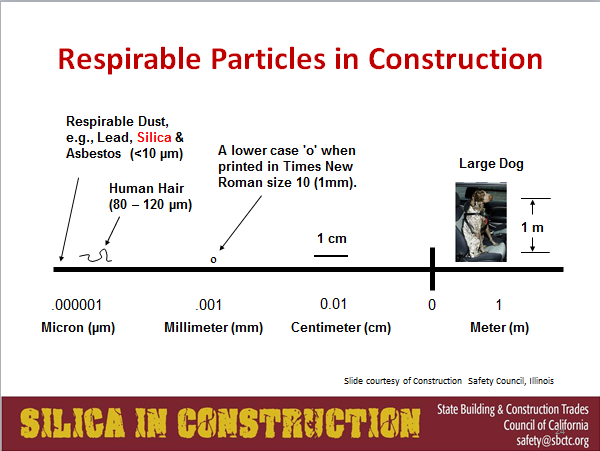 Respirable Particles in Construction
Respirable Dust,
e.g., Lead, Silica &
Asbestos (<10 µm)
Human Hair
(80 – 120 µm)
A lower case 'o' when
printed in Times New
Roman size 10 (1mm).
o
1 cm
Large Dog
1 m
.000001
.001
0.01
0
1
Micron (µm)
Millimeter (mm)
Centimeter (cm)
Meter (m)
Slide courtesy of Construction Safety Council, Illinois
SILICA IN CONSTRUCTION
State Building & Construction Trades
Council of California
safety@sbctc.org